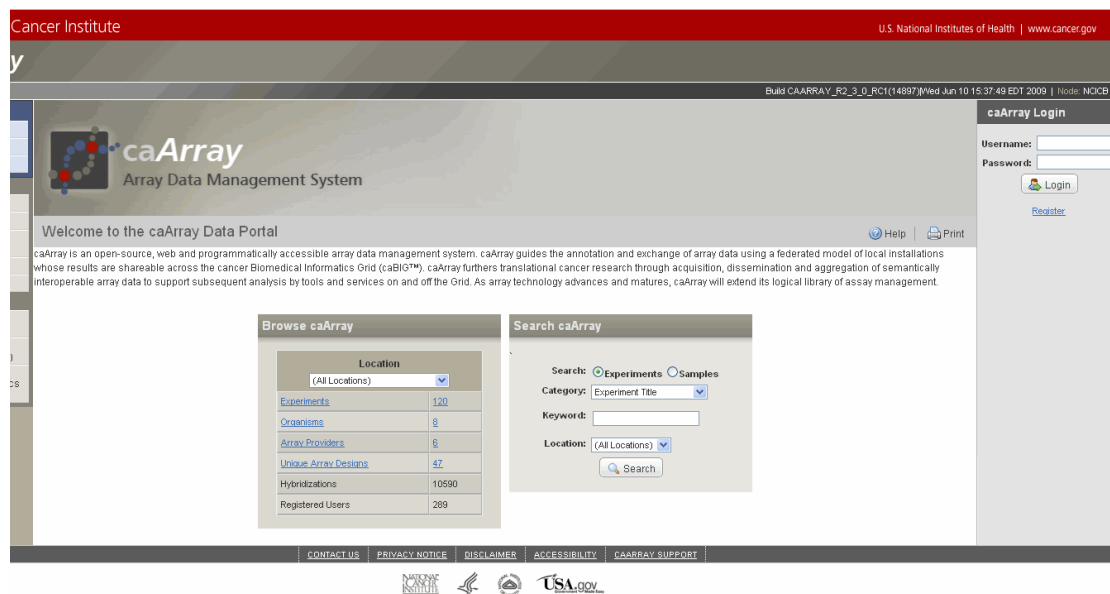 Cancer Institute
U.S. National Institutes of Health | www.cancer.gov
y
Build CAARRAY_R2_3_0_RC1(14897)|Wed Jun 10 15:37:49 EDT 2009 | Node: NCICB
caArray Login
caArray
Array Data Management System
Username:
Password:
Login
Register
Welcome to the caArray Data Portal
Help
Print
caArray is an open-source, web and programmatically accessible array data management system. caArray guides the annotation and exchange of array data using a federated model of local installations
whose results are shareable across the cancer Biomedical Informatics Grid (caBIG™). caArray furthers translational cancer research through acquisition, dissemination and aggregation of semantically
interoperable array data to support subsequent analysis by tools and services on and off the Grid. As array technology advances and matures, caArray will extend its logical library of assay management.
Browse caArray
Location
(All Locations)
Experiments 120
Organisms 8
Array Providers 6
Unique Array Designs 47
Hybridizations 10590
Registered Users 289
Search caArray
Search: Experiments Samples
Category: Experiment Title
Keyword:
Location: (All Locations)
Search
cs
CONTACT US PRIVACY NOTICE DISCLAIMER ACCESSIBILITY CAARRAY SUPPORT
NATIONAL
CANCER
INSTITUTE
USA.gov
Government Made Easy